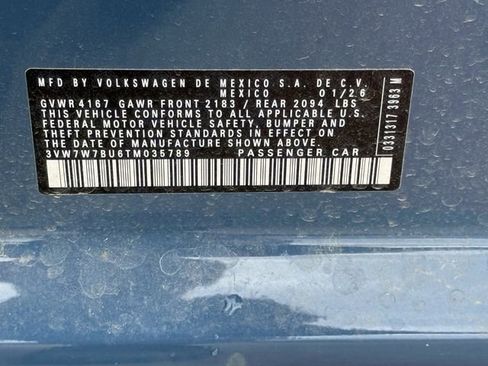 MFD BY VOLKSWAGEN DE MEXICO S.A. DE C.V.
MEXICO 01/26
GVWR 4167 GAWR FRONT 2183 / REAR 2094 LBS
THIS VEHICLE CONFORMS TO ALL APPLICABLE U.S.
FEDERAL MOTOR VEHICLE SAFETY, BUMPER AND
THEFT PREVENTION STANDARDS IN EFFECT ON THE
DATE OF MANUFACTURE SHOWN ABOVE.
3VW7W7BU6TM035789 PASSENGER CAR
0331317 3963 M